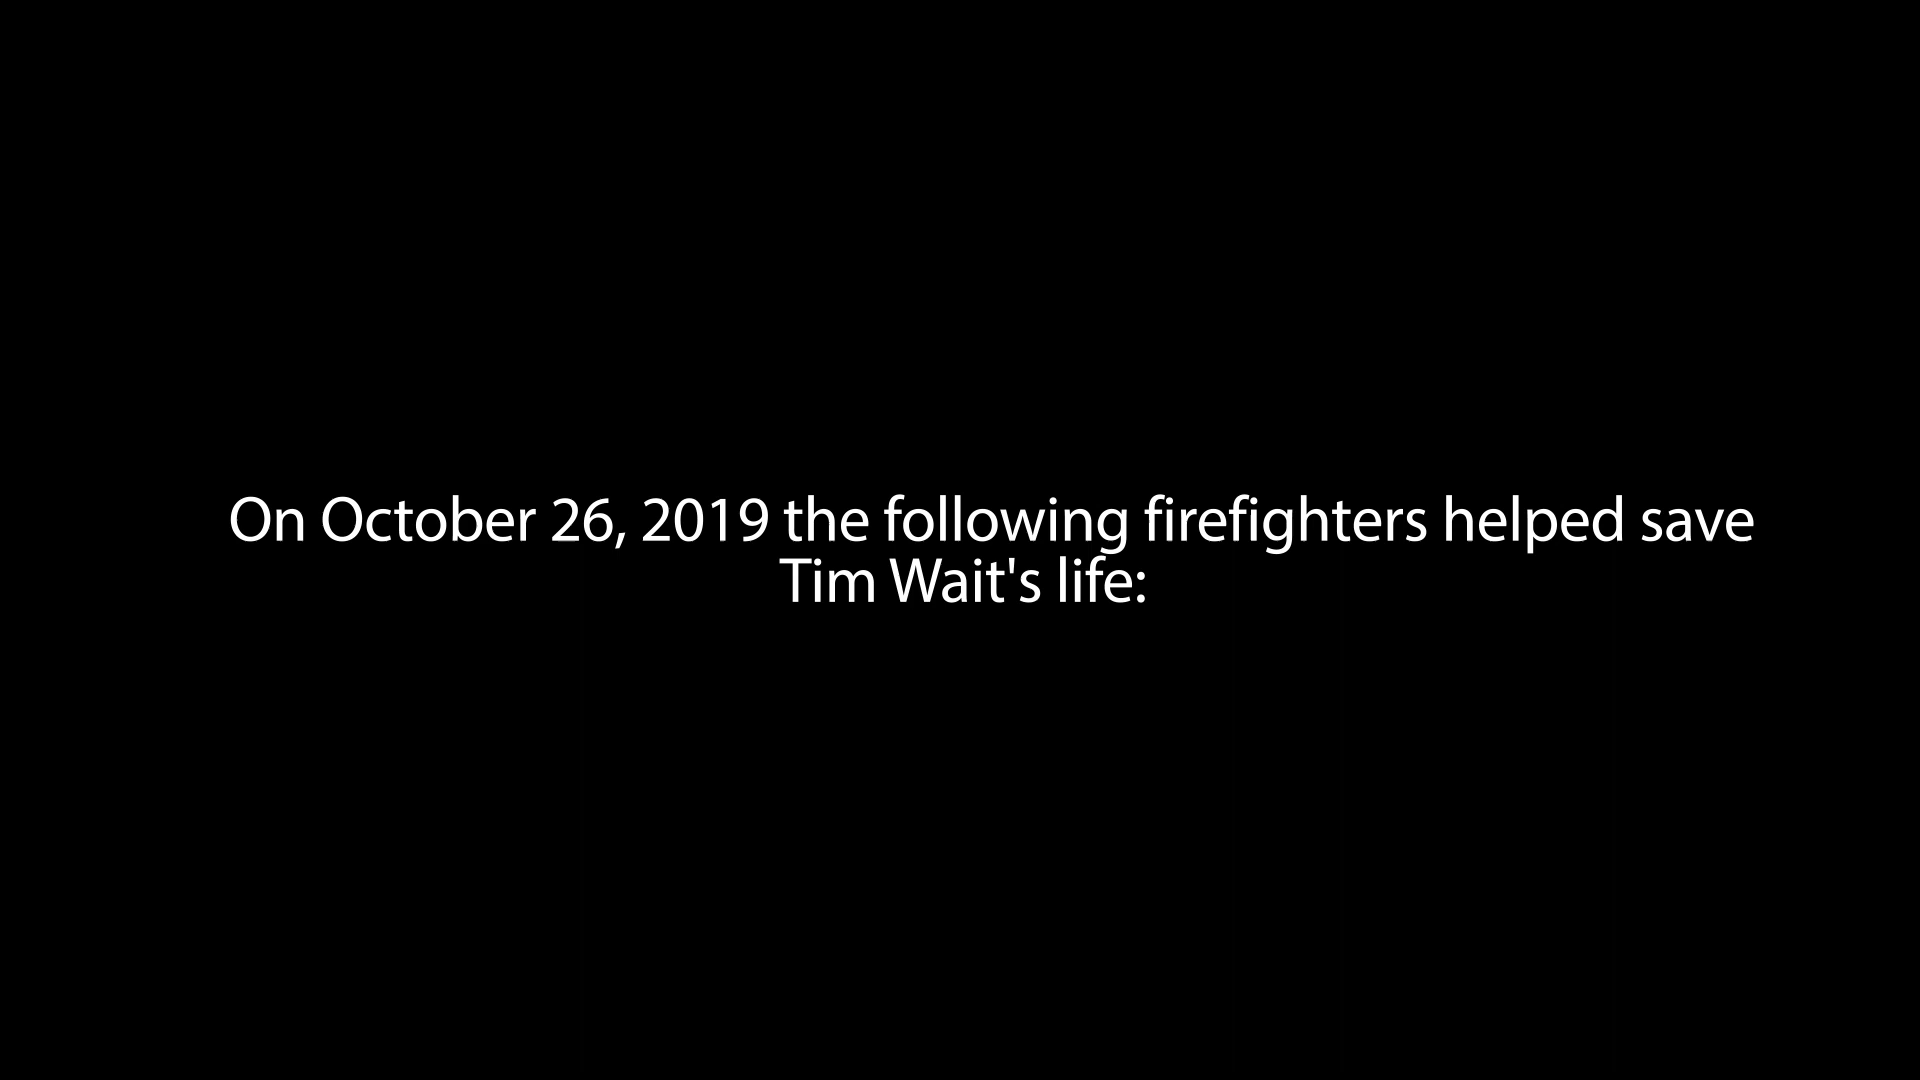 On October 26, 2019 the following firefighters helped save
Tim Wait's life: